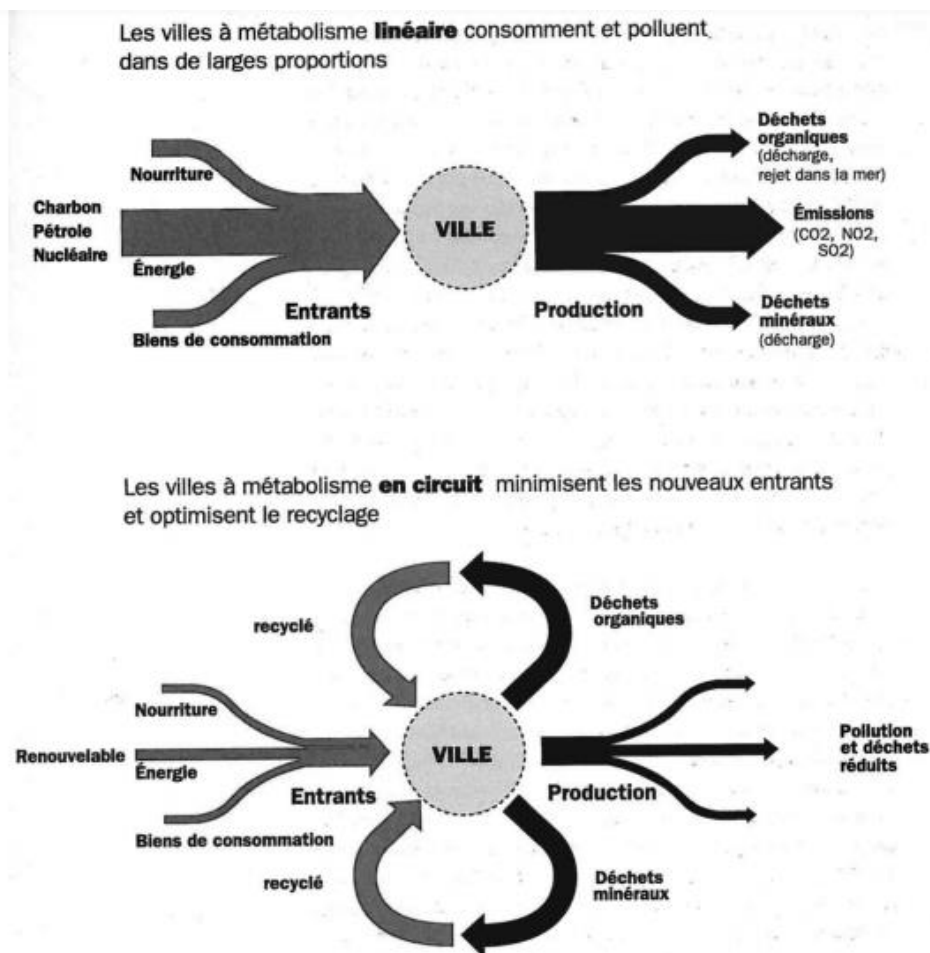 Les villes à métabolisme linéaire consomment et polluent
dans de larges proportions
Nourriture
Charbon
Pétrole
Nucléaire
Énergie
Biens de consommation
Entrants
VILLE
Production
Déchets
organiques
(décharge,
rejet dans la mer)
Émissions
(CO2, NO2,
SO2)
Déchets
minéraux
(décharge)
Les villes à métabolisme en circuit minimisent les nouveaux entrants
et optimisent le recyclage
recyclé
Déchets
organiques
Nourriture
Renouvelable
Énergie
Biens de consommation
Entrants
VILLE
Production
Pollution
et déchets
réduits
recyclé
Déchets
minéraux